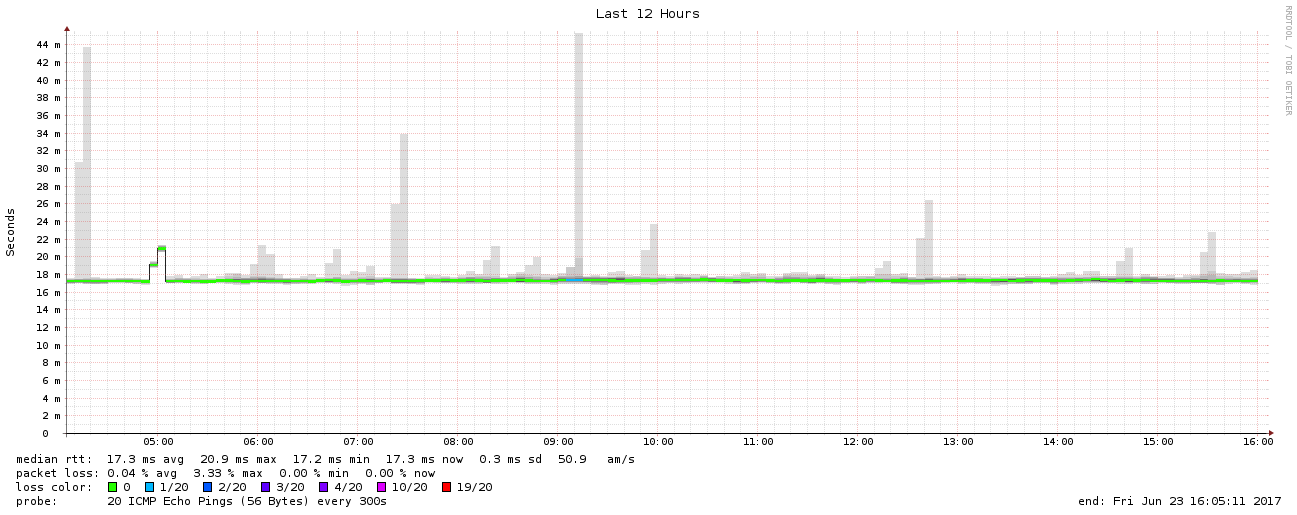 Last 12 Hours
RRDTOOL / TOBI OETIKER
Seconds
44 m
42 m
40 m
38 m
36 m
34 m
32 m
30 m
28 m
26 m
24 m
22 m
20 m
18 m
16 m
14 m
12 m
10 m
8 m
6 m
4 m
2 m
0
05:00 06:00 07:00 08:00 09:00 10:00 11:00 12:00 13:00 14:00 15:00 16:00
median rtt: 17.3 ms avg 20.9 ms max 17.2 ms min 17.3 ms now 0.3 ms sd 50.9 am/s
packet loss: 0.04 % avg 3.33 % max 0.00 % min 0.00 % now
loss color: 0 1/20 2/20 3/20 4/20 10/20 19/20
probe: 20 ICMP Echo Pings (56 Bytes) every 300s end: Fri Jun 23 16:05:11 2017